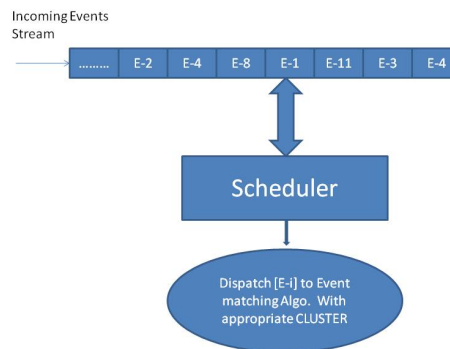 Incoming Events
Stream
......... E-2 E-4 E-8 E-1 E-11 E-3 E-4
Scheduler
Dispatch [E-i] to Event
matching Algo. With
appropriate CLUSTER